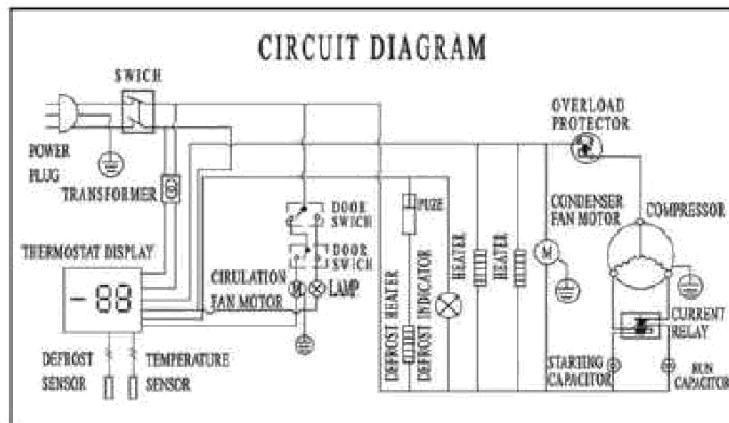 CIRCUIT DIAGRAM
SWICH
OVERLOAD
PROTECTOR
POWER
PLUG
TRANSFORMER
DOOR
SWICH
DOOR
SWICH
FUZE
CONDENSER
FAN MOTOR
COMPRESSOR
THERMOSTAT DISPLAY
CIRULATION
FAN MOTOR
M
LAMP
DEFROST HEATER
DEFROST INDICATOR
HEATER
HEATER
M
CURRENT
RELAY
DEFROST
SENSOR
TEMPERATURE
SENSOR
STARTING
CAPACITOR
RUN
CAPACITOR